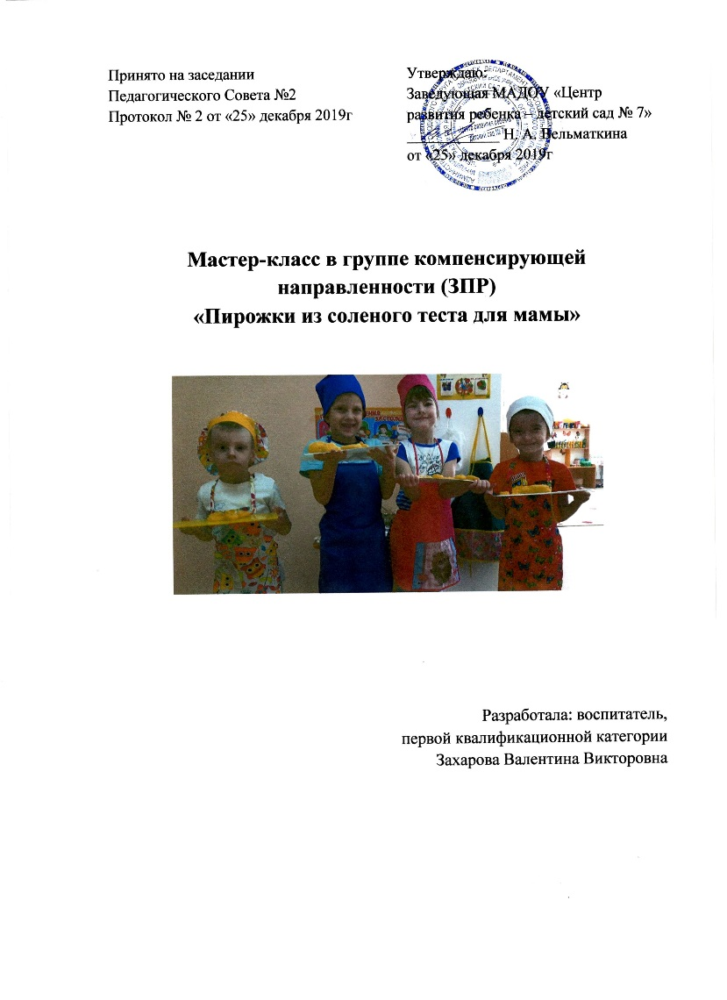 Принято на заседании
Педагогического Совета №2
Протокол № 2 от «25» декабря 2019г
Утверждаю:
Заведующая МАДОУ «Центр
развития ребенка – детский сад № 7»
Н. А. Вельматкина
от «25» декабря 2019г
Мастер-класс в группе компенсирующей
направленности (ЗПР)
«Пирожки из соленого теста для мамы»
Разработала: воспитатель,
первой квалификационной категории
Захарова Валентина Викторовна